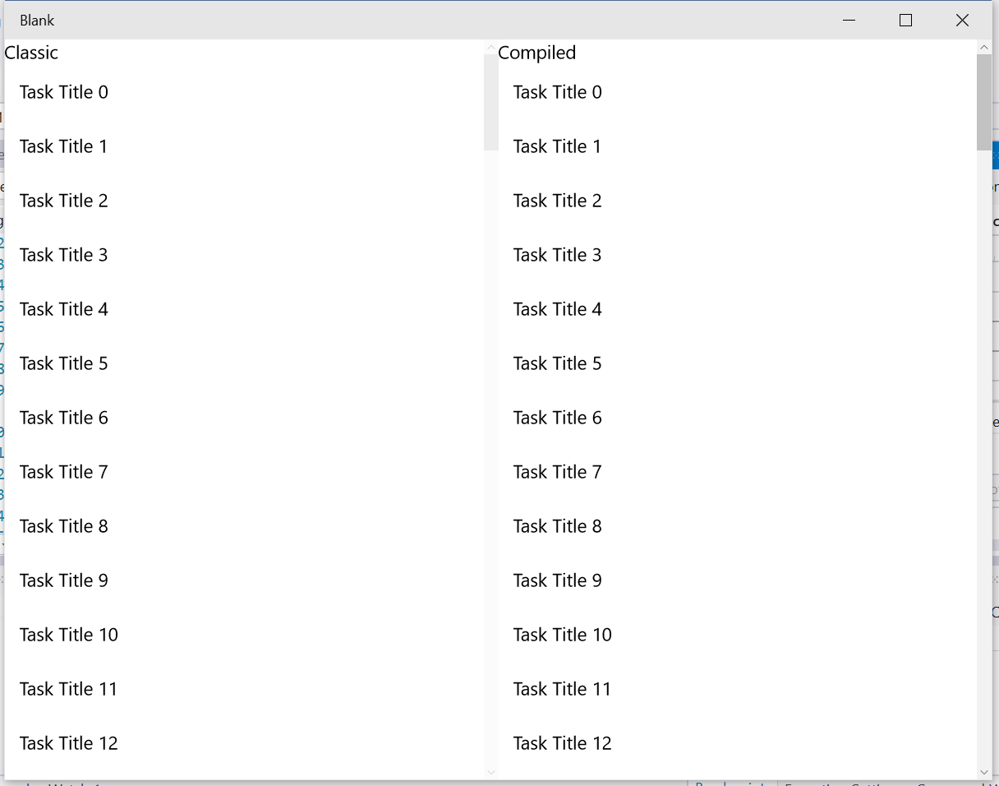 Blank
Classic
Task Title 0
Task Title 1
Task Title 2
Task Title 3
Task Title 4
Task Title 5
Task Title 6
Task Title 7
Task Title 8
Task Title 9
Task Title 10
Task Title 11
Task Title 12
Compiled
Task Title 0
Task Title 1
Task Title 2
Task Title 3
Task Title 4
Task Title 5
Task Title 6
Task Title 7
Task Title 8
Task Title 9
Task Title 10
Task Title 11
Task Title 12